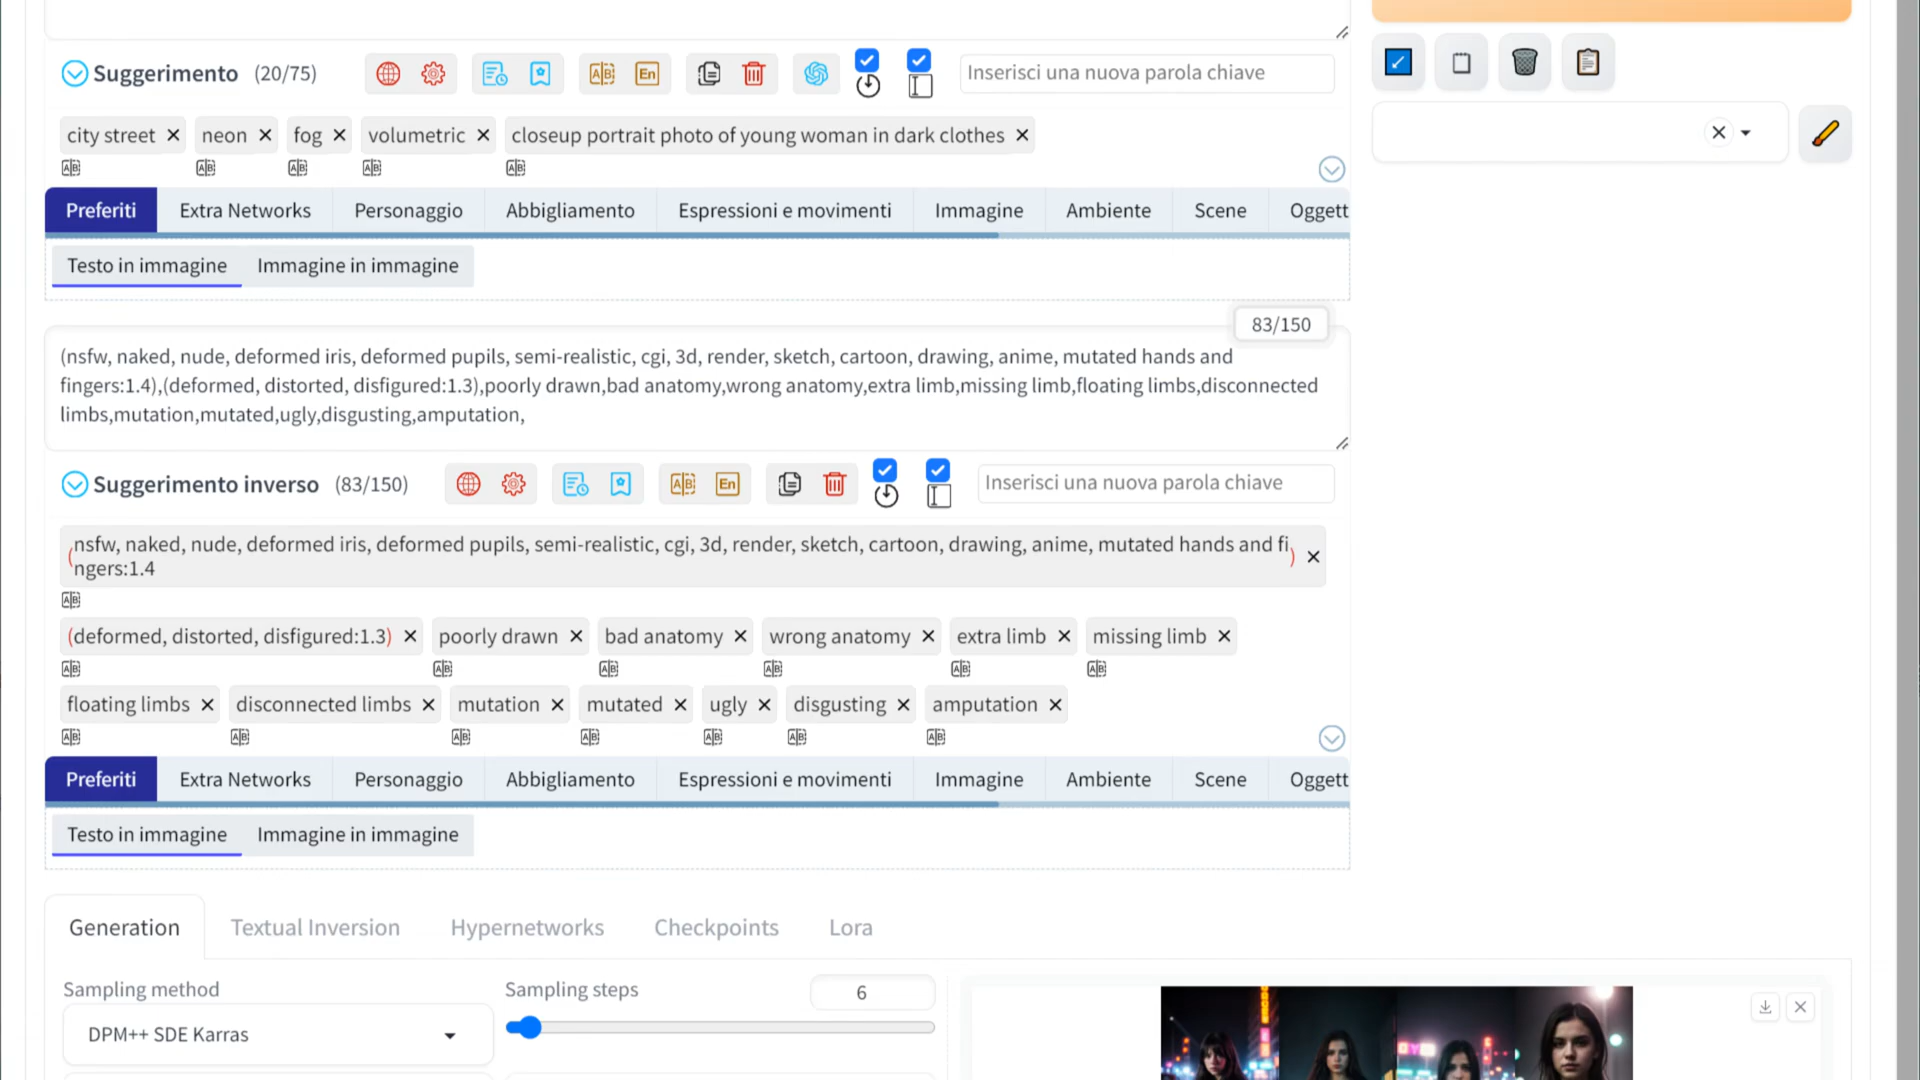 Suggerimento (20/75) En Inserisci una nuova parola chiave
city street × neon × fog × volumetric × closeup portrait photo of young woman in dark clothes ×
Preferiti Extra Networks Personaggio Abbigliamento Espressioni e movimenti Immagine Ambiente Scene Oggett
Testo in immagine Immagine in immagine
83/150
(nsfw, naked, nude, deformed iris, deformed pupils, semi-realistic, cgi, 3d, render, sketch, cartoon, drawing, anime, mutated hands and
fingers:1.4),(deformed, distorted, disfigured:1.3),poorly drawn,bad anatomy,wrong anatomy,extra limb,missing limb,floating limbs,disconnected
limbs,mutation,mutated,ugly,disgusting,amputation,
Suggerimento inverso (83/150) En Inserisci una nuova parola chiave
(nsfw, naked, nude, deformed iris, deformed pupils, semi-realistic, cgi, 3d, render, sketch, cartoon, drawing, anime, mutated hands and fi) ×
ngers:1.4
(deformed, distorted, disfigured:1.3) × poorly drawn × bad anatomy × wrong anatomy × extra limb × missing limb ×
floating limbs × disconnected limbs × mutation × mutated × ugly × disgusting × amputation ×
Preferiti Extra Networks Personaggio Abbigliamento Espressioni e movimenti Immagine Ambiente Scene Oggett
Testo in immagine Immagine in immagine
Generation Textual Inversion Hypernetworks Checkpoints Lora
Sampling method Sampling steps 6
DPM++ SDE Karras